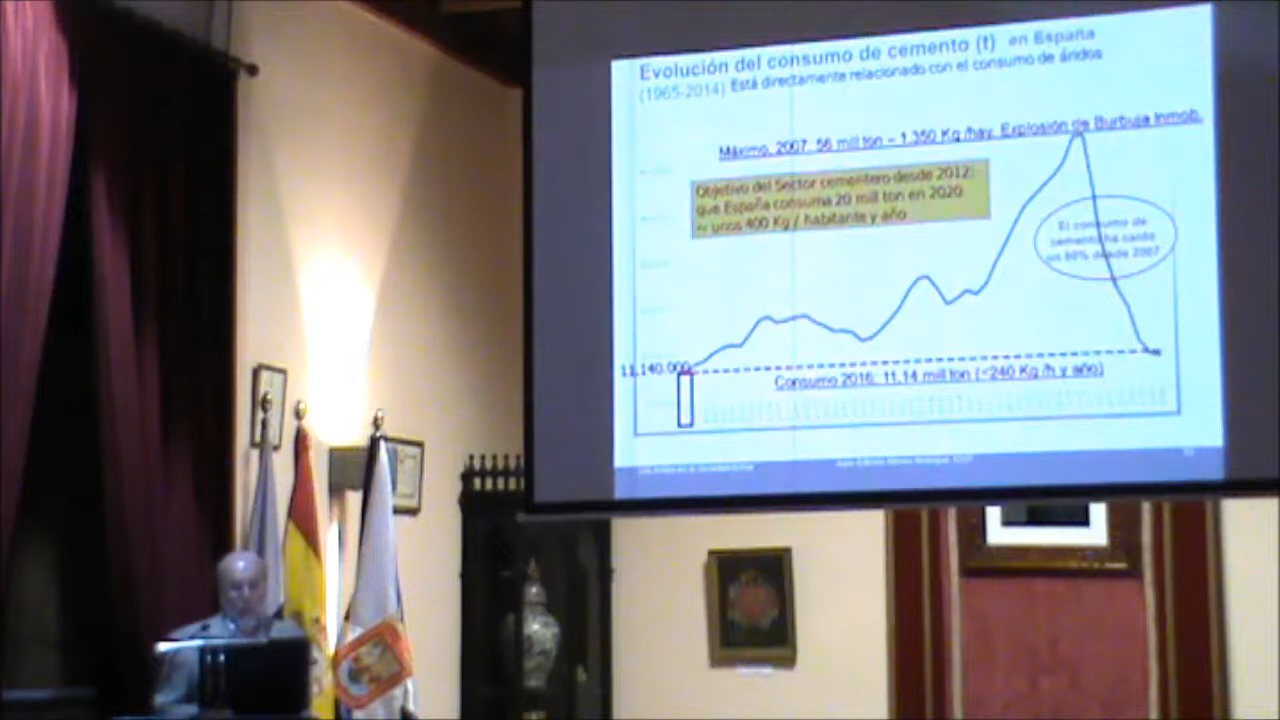 Evolución del consumo de cemento (t) en España
(1965-2014) Está directamente relacionado con el consumo de áridos
Máximo, 2007, 56 mill ton – 1.350 Kg /hay. Explosión de Burbuja Inmob.
Objetivo del Sector cementero desde 2012:
que España consuma 20 mill ton en 2020
≈ unos 400 Kg / habitante y año
El consumo de
cemento ha caído
un 80% desde 2007
11.140.000
Consumo 2016: 11,14 mill ton (<240 Kg /h y año)